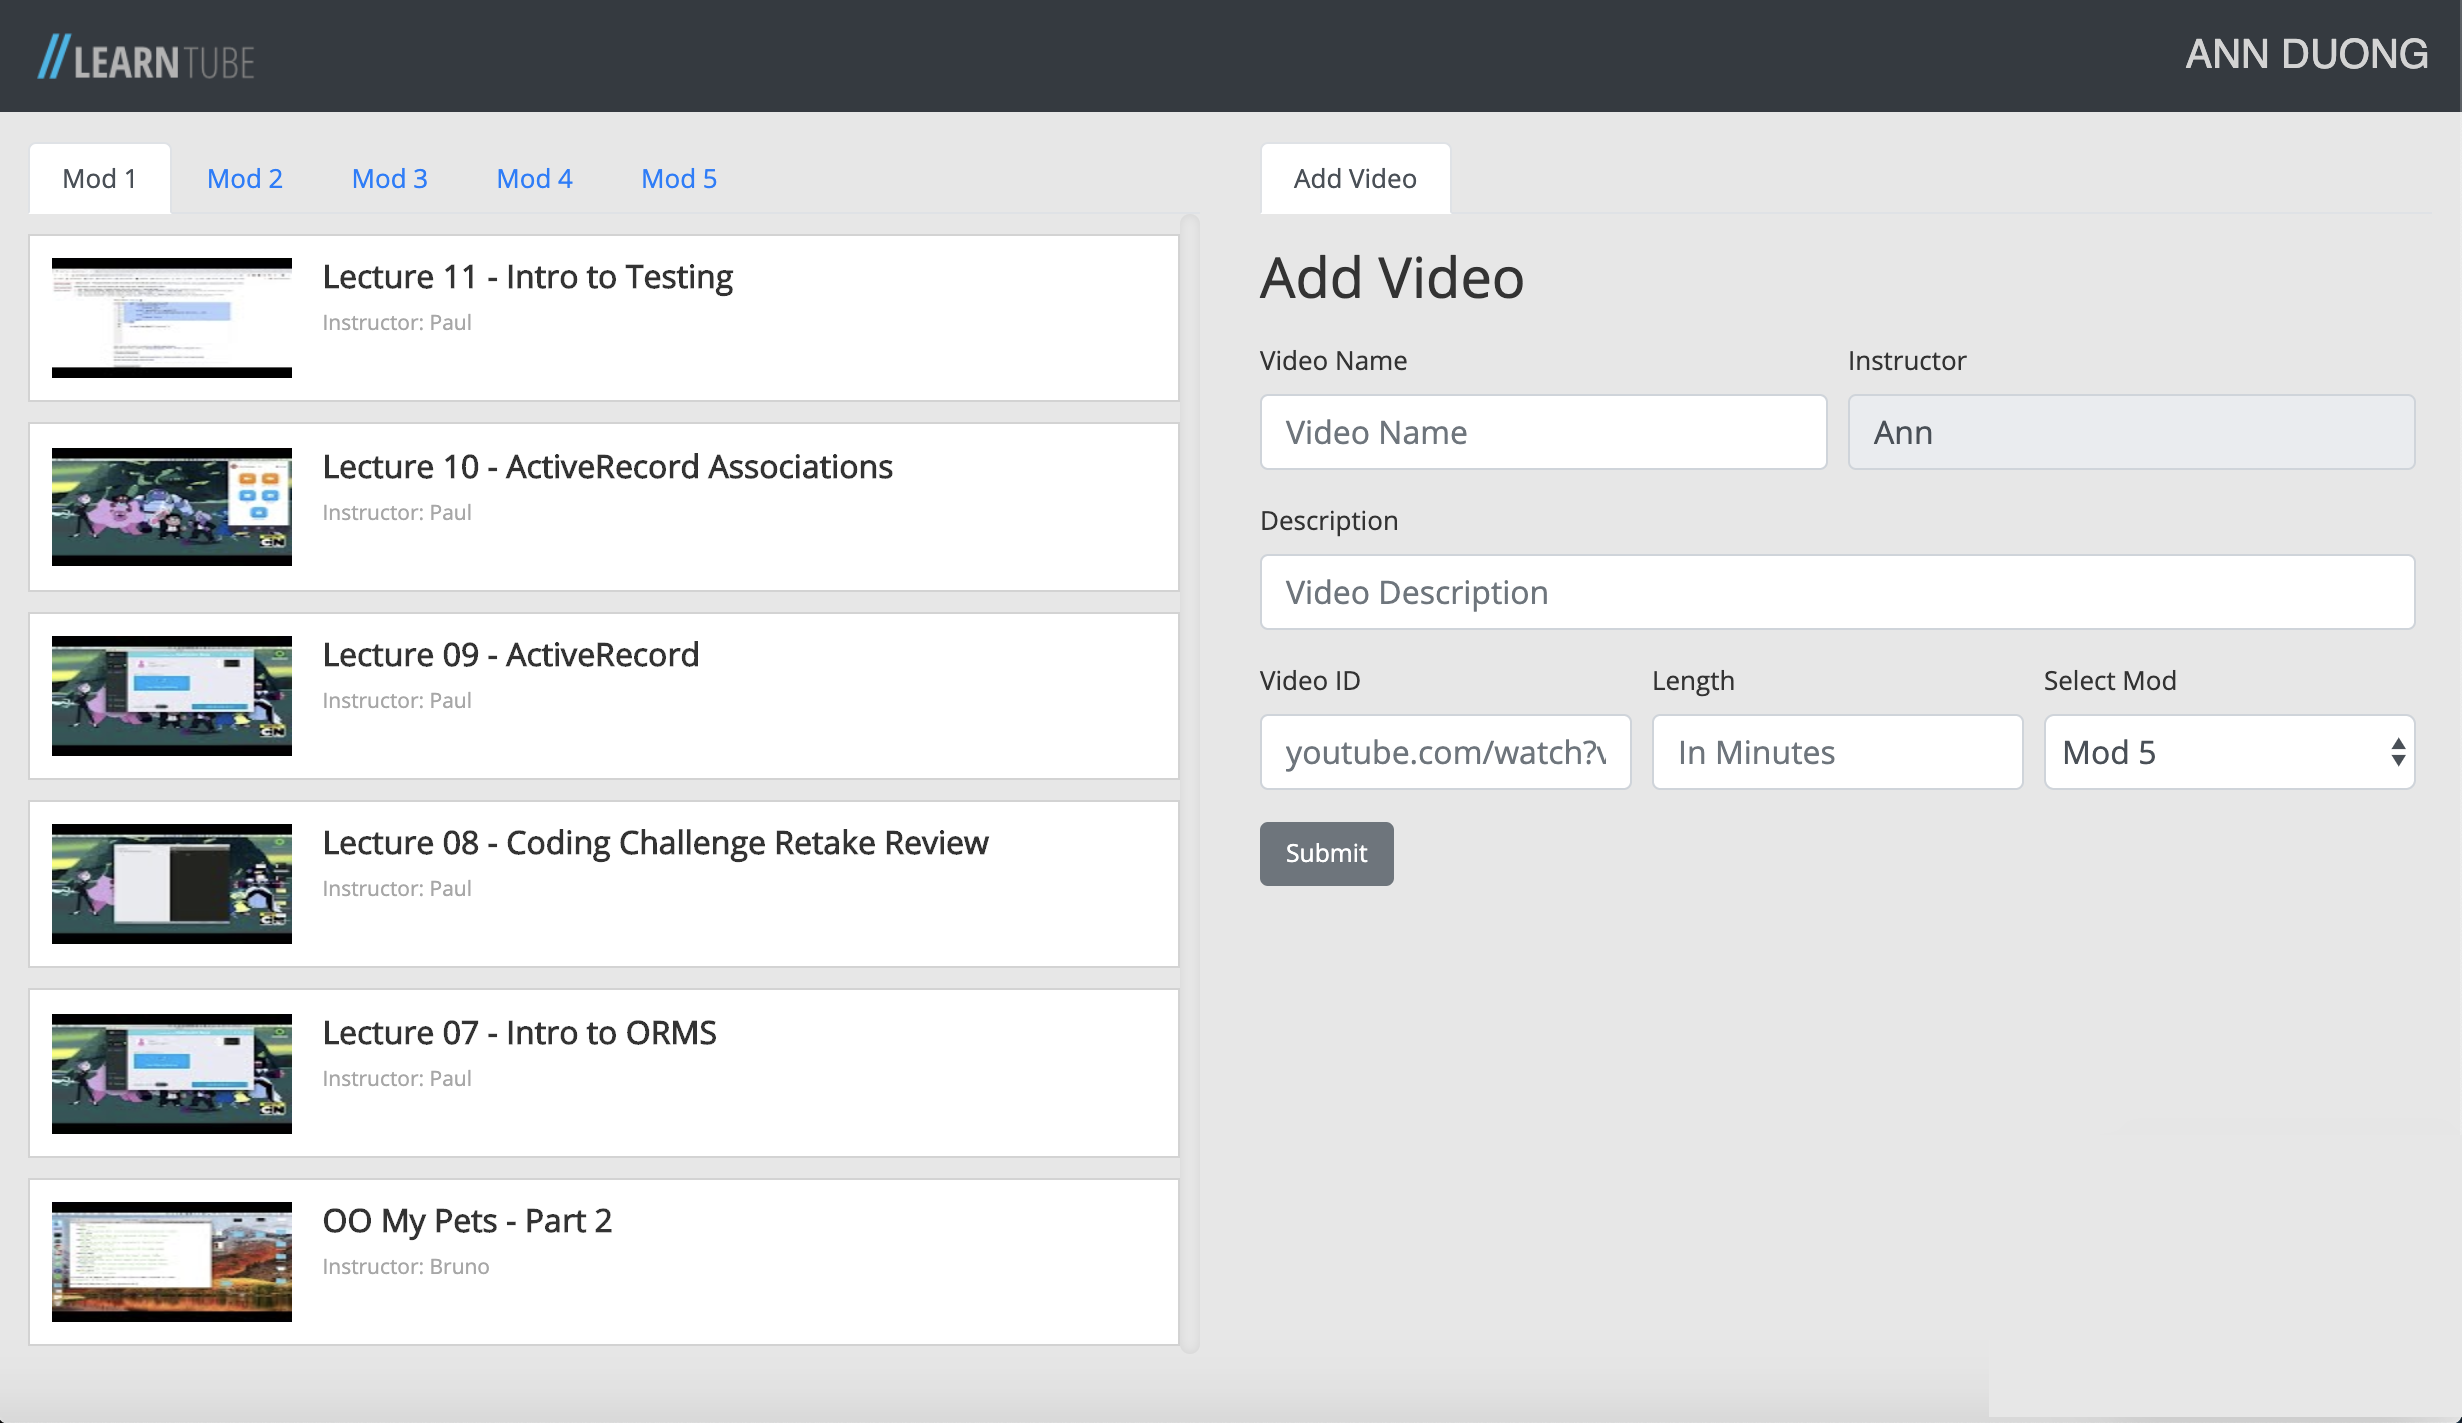 //LEARNTUBE
ANN DUONG
Mod 1
Mod 2
Mod 3
Mod 4
Mod 5
Lecture 11 - Intro to Testing
Instructor: Paul
Lecture 10 - ActiveRecord Associations
Instructor: Paul
Lecture 09 - ActiveRecord
Instructor: Paul
Lecture 08 - Coding Challenge Retake Review
Instructor: Paul
Lecture 07 - Intro to ORMS
Instructor: Paul
OO My Pets - Part 2
Instructor: Bruno
Add Video
Add Video
Video Name
Instructor
Video Name
Ann
Description
Video Description
Video ID
Length
Select Mod
youtube.com/watch?v
In Minutes
Mod 5
Submit